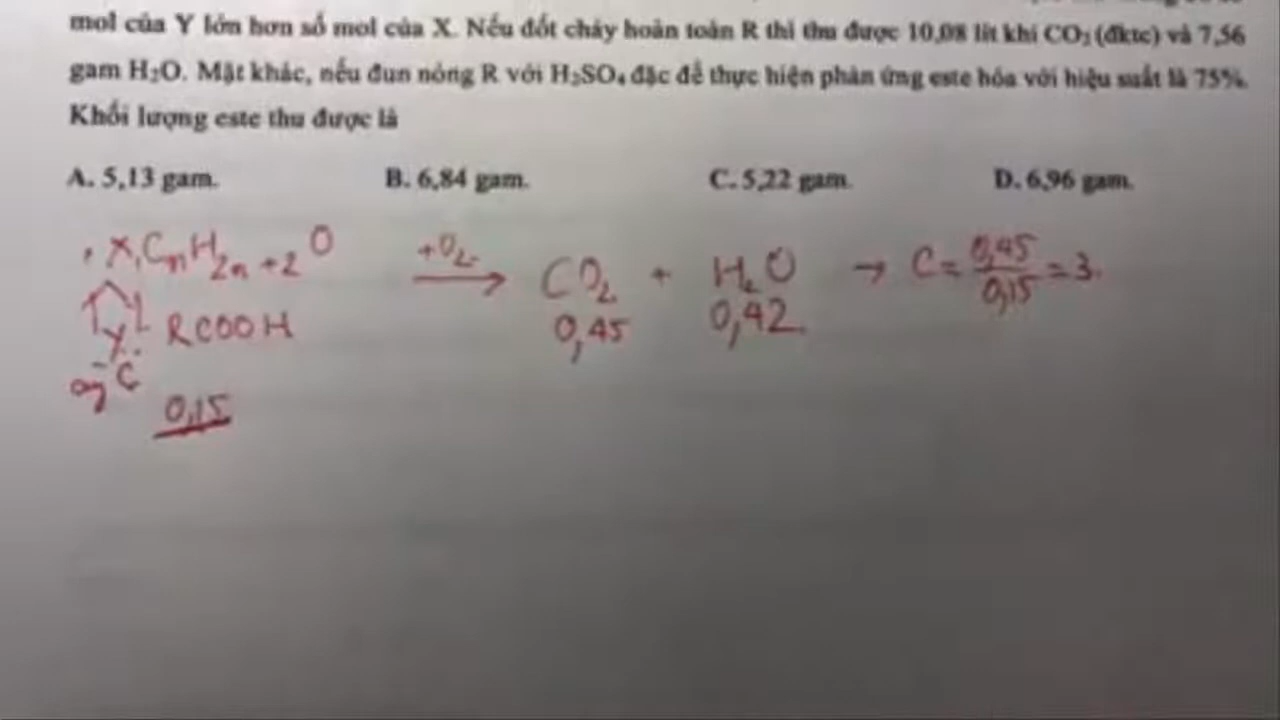 mol của Y lớn hơn số mol của X. Nếu đốt cháy hoàn toàn R thì thu được 10,08 lít khí CO₂ (đktc) và 7,56
gam H₂O. Mặt khác, nếu đun nóng R với H₂SO₄ đặc để thực hiện phản ứng este hóa với hiệu suất là 75%.
Khối lượng este thu được là
A. 5,13 gam. B. 6,84 gam. C. 5,22 gam. D. 6,96 gam.
X, CnH2n+2O +O₂ → CO₂ + H₂O → C = 0,45/0,15 = 3.
Y: RCOOH 0,45 0,42
C
0,15